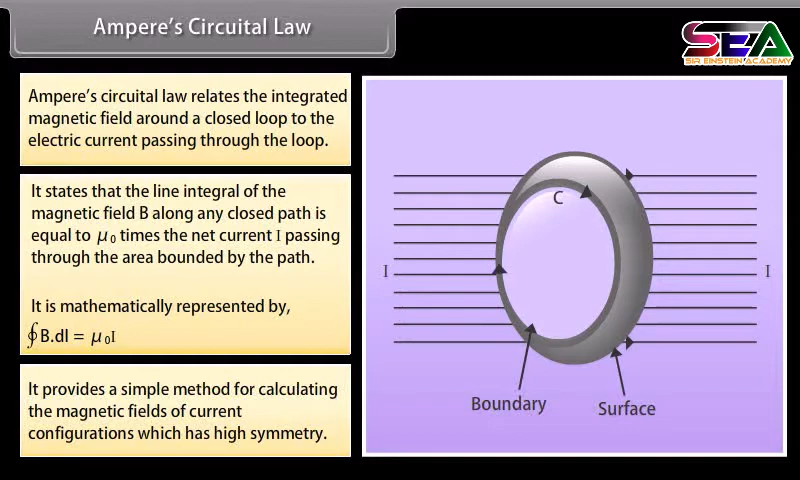 Ampere's Circuital Law
SEA
SIR EINSTEIN ACADEMY
Ampere's circuital law relates the integrated
magnetic field around a closed loop to the
electric current passing through the loop.
It states that the line integral of the
magnetic field B along any closed path is
equal to μ₀ times the net current I passing
through the area bounded by the path.
It is mathematically represented by,
∮B.dl = μ₀I
It provides a simple method for calculating
the magnetic fields of current
configurations which has high symmetry.
C
I
I
Boundary
Surface